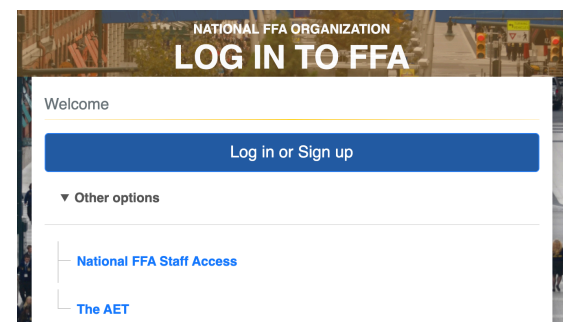 NATIONAL FFA ORGANIZATION
LOG IN TO FFA
Welcome
Log in or Sign up
▼ Other options
National FFA Staff Access
The AET